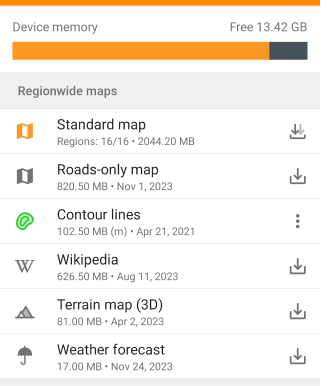 Device memory Free 13.42 GB
Regionwide maps
Standard map
Regions: 16/16 • 2044.20 MB
Roads-only map
820.50 MB • Nov 1, 2023
Contour lines
102.50 MB (m) • Apr 21, 2021
W Wikipedia
626.50 MB • Aug 11, 2023
Terrain map (3D)
81.00 MB • Apr 2, 2023
Weather forecast
17.00 MB • Nov 24, 2023